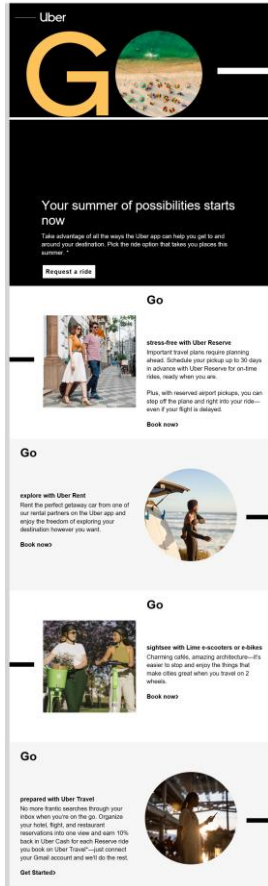 Uber
GO
Your summer of possibilities starts
now
Take advantage of all the ways the Uber app can help you get to and
around your destination. Pick the ride option that takes you places this
summer. *
Request a ride
Go
stress-free with Uber Reserve
Important travel plans require planning
ahead. Schedule your pickup up to 30 days
in advance with Uber Reserve for on-time
rides, ready when you are.
Plus, with reserved airport pickups, you can
step off the plane and right into your ride—
even if your flight is delayed.
Book now>
Go
explore with Uber Rent
Rent the perfect getaway car from one of
our rental partners on the Uber app and
enjoy the freedom of exploring your
destination however you want.
Book now>
Go
sightsee with Lime e-scooters or e-bikes
Charming cafés, amazing architecture—it's
easier to stop and enjoy the things that
make cities great when you travel on 2
wheels.
Book now>
Go
prepared with Uber Travel
No more frantic searches through your
inbox when you're on the go. Organize
your hotel, flight, and restaurant
reservations into one view and earn 10%
back in Uber Cash for each Reserve ride
you book on Uber Travel*—just connect
your Gmail account and we'll do the rest.
Get Started>